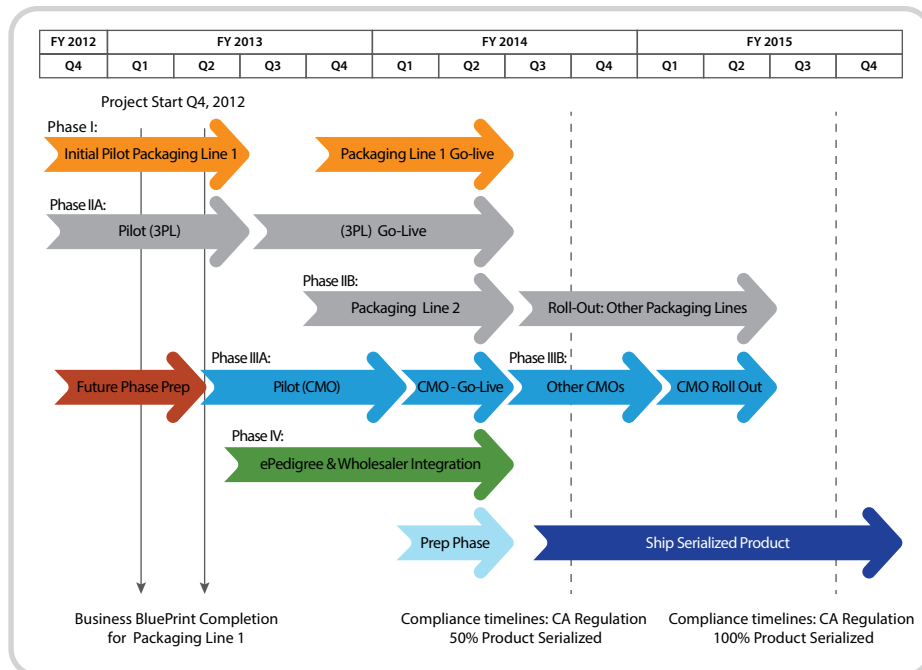 FY 2012 FY 2013 FY 2014 FY 2015
Q4 Q1 Q2 Q3 Q4 Q1 Q2 Q3 Q4 Q1 Q2 Q3 Q4
Project Start Q4, 2012
Phase I:
Initial Pilot Packaging Line 1 Packaging Line 1 Go-live
Phase IIA:
Pilot (3PL) (3PL) Go-Live
Phase IIB:
Packaging Line 2 Roll-Out: Other Packaging Lines
Phase IIIA: Phase IIIB:
Future Phase Prep Pilot (CMO) CMO - Go-Live Other CMOs CMO Roll Out
Phase IV:
ePedigree & Wholesaler Integration
Prep Phase Ship Serialized Product
Business BluePrint Completion
for Packaging Line 1
Compliance timelines: CA Regulation
50% Product Serialized
Compliance timelines: CA Regulation
100% Product Serialized